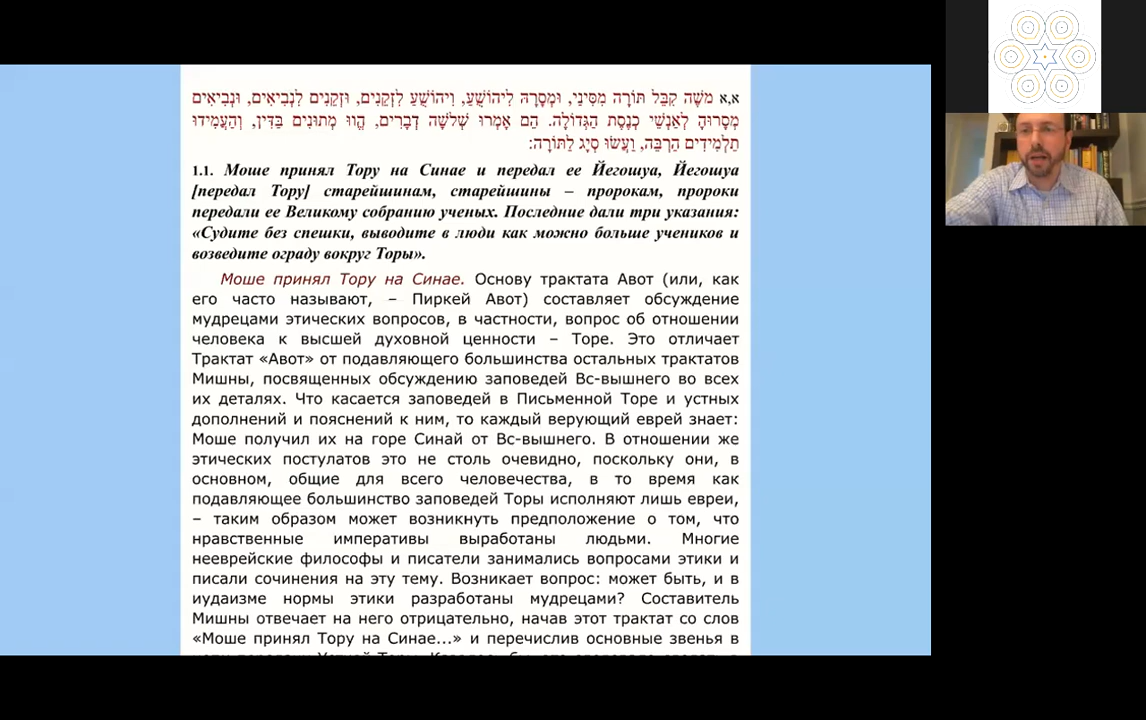 א,א משֶׁה קִבֵּל תּוֹרָה מִסִּינַי, וּמְסָרָהּ לִיהוֹשֻׁעַ, וִיהוֹשֻׁעַ לִזְקֵנִים, וּזְקֵנִים לִנְבִיאִים, וּנְבִיאִים
מְסָרוּהָ לְאַנְשֵׁי כְנֶסֶת הַגְּדוֹלָה. הֵם אָמְרוּ שְׁלֹשָׁה דְבָרִים, הֱווּ מְתוּנִים בַּדִּין, וְהַעֲמִידוּ
תַלְמִידִים הַרְבֵּה, וַעֲשׂוּ סְיָג לַתּוֹרָה:
1.1. Моше принял Тору на Синае и передал ее Йегошуа, Йегошуа
[передал Тору] старейшинам, старейшины – пророкам, пророки
передали ее Великому собранию ученых. Последние дали три указания:
«Судите без спешки, выводите в люди как можно больше учеников и
возведите ограду вокруг Торы».
Моше принял Тору на Синае. Основу трактата Авот (или, как
его часто называют, – Пиркей Авот) составляет обсуждение
мудрецами этических вопросов, в частности, вопрос об отношении
человека к высшей духовной ценности – Торе. Это отличает
Трактат «Авот» от подавляющего большинства остальных трактатов
Мишны, посвященных обсуждению заповедей Вс-вышнего во всех
их деталях. Что касается заповедей в Письменной Торе и устных
дополнений и пояснений к ним, то каждый верующий еврей знает:
Моше получил их на горе Синай от Вс-вышнего. В отношении же
этических постулатов это не столь очевидно, поскольку они, в
основном, общие для всего человечества, в то время как
подавляющее большинство заповедей Торы исполняют лишь евреи,
– таким образом может возникнуть предположение о том, что
нравственные императивы выработаны людьми. Многие
нееврейские философы и писатели занимались вопросами этики и
писали сочинения на эту тему. Возникает вопрос: может быть, и в
иудаизме нормы этики разработаны мудрецами? Составитель
Мишны отвечает на него отрицательно, начав этот трактат со слов
«Моше принял Тору на Синае...» и перечислив основные звенья в